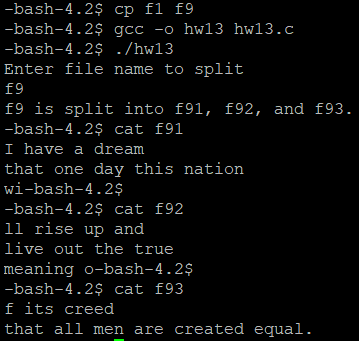 -bash-4.2$ cp f1 f9
-bash-4.2$ gcc -o hw13 hw13.c
-bash-4.2$ ./hw13
Enter file name to split
f9
f9 is split into f91, f92, and f93.
-bash-4.2$ cat f91
I have a dream
that one day this nation
wi-bash-4.2$
-bash-4.2$ cat f92
ll rise up and
live out the true
meaning o-bash-4.2$
-bash-4.2$ cat f93
f its creed
that all men are created equal.